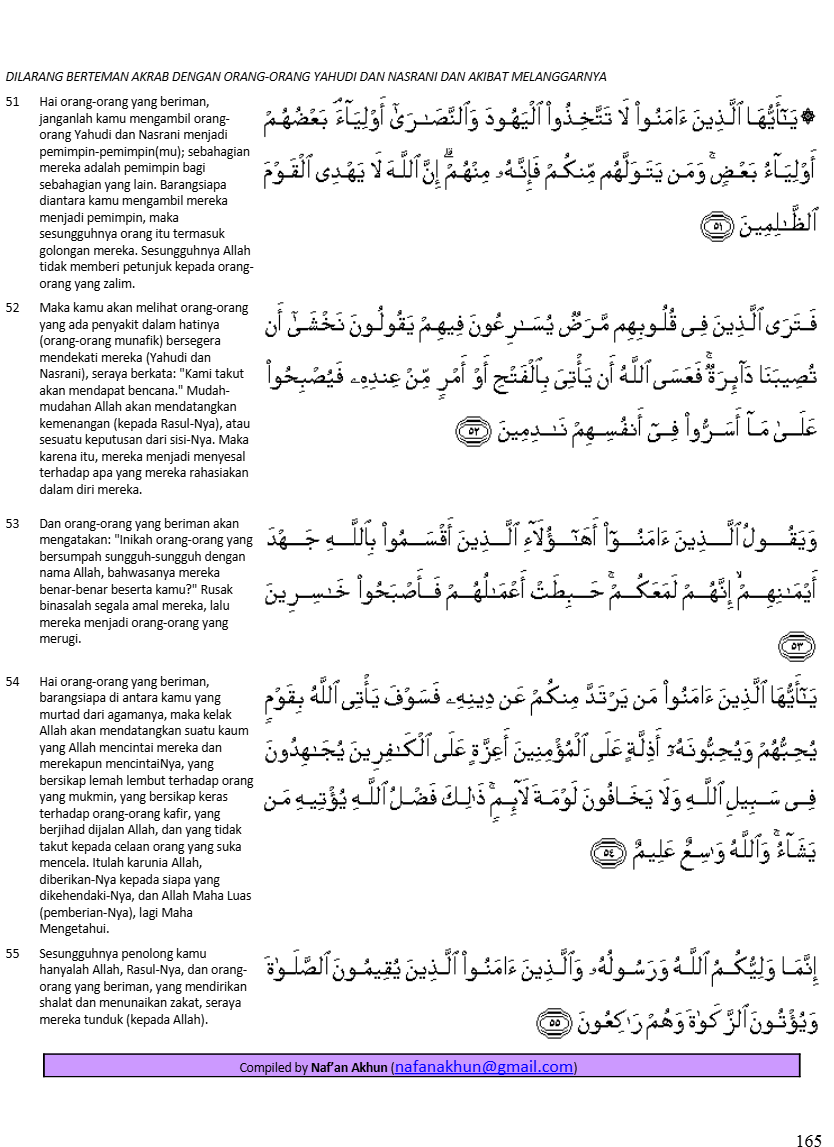 DILARANG BERTEMAN AKRAB DENGAN ORANG-ORANG YAHUDI DAN NASRANI DAN AKIBAT MELANGGARNYA
51 Hai orang-orang yang beriman,
janganlah kamu mengambil orang-
orang Yahudi dan Nasrani menjadi
pemimpin-pemimpin(mu); sebahagian
mereka adalah pemimpin bagi
sebahagian yang lain. Barangsiapa
diantara kamu mengambil mereka
menjadi pemimpin, maka
sesungguhnya orang itu termasuk
golongan mereka. Sesungguhnya Allah
tidak memberi petunjuk kepada orang-
orang yang zalim.
۞ يَـٰٓأَيُّهَا ٱلَّذِينَ ءَامَنُوا۟ لَا تَتَّخِذُوا۟ ٱلْيَهُودَ وَٱلنَّصَـٰرَىٰٓ أَوْلِيَآءَ ۘ بَعْضُهُمْ
أَوْلِيَآءُ بَعْضٍ ۚ وَمَن يَتَوَلَّهُم مِّنكُمْ فَإِنَّهُۥ مِنْهُمْ ۗ إِنَّ ٱللَّهَ لَا يَهْدِى ٱلْقَوْمَ
ٱلظَّـٰلِمِينَ ٥١
52 Maka kamu akan melihat orang-orang
yang ada penyakit dalam hatinya
(orang-orang munafik) bersegera
mendekati mereka (Yahudi dan
Nasrani), seraya berkata: "Kami takut
akan mendapat bencana." Mudah-
mudahan Allah akan mendatangkan
kemenangan (kepada Rasul-Nya), atau
sesuatu keputusan dari sisi-Nya. Maka
karena itu, mereka menjadi menyesal
terhadap apa yang mereka rahasiakan
dalam diri mereka.
فَتَرَى ٱلَّذِينَ فِى قُلُوبِهِم مَّرَضٌ يُسَـٰرِعُونَ فِيهِمْ يَقُولُونَ نَخْشَىٰٓ أَن
تُصِيبَنَا دَآئِرَةٌ ۚ فَعَسَى ٱللَّهُ أَن يَأْتِىَ بِٱلْفَتْحِ أَوْ أَمْرٍ مِّنْ عِندِهِۦ فَيُصْبِحُوا۟
عَلَىٰ مَآ أَسَرُّوا۟ فِىٓ أَنفُسِهِمْ نَـٰدِمِينَ ٥٢
53 Dan orang-orang yang beriman akan
mengatakan: "Inikah orang-orang yang
bersumpah sungguh-sungguh dengan
nama Allah, bahwasanya mereka
benar-benar beserta kamu?" Rusak
binasalah segala amal mereka, lalu
mereka menjadi orang-orang yang
merugi.
وَيَقُولُ ٱلَّذِينَ ءَامَنُوٓا۟ أَهَـٰٓؤُلَآءِ ٱلَّذِينَ أَقْسَمُوا۟ بِٱللَّهِ جَهْدَ
أَيْمَـٰنِهِمْ ۙ إِنَّهُمْ لَمَعَكُمْ ۚ حَبِطَتْ أَعْمَـٰلُهُمْ فَأَصْبَحُوا۟ خَـٰسِرِينَ
٥٣
54 Hai orang-orang yang beriman,
barangsiapa di antara kamu yang
murtad dari agamanya, maka kelak
Allah akan mendatangkan suatu kaum
yang Allah mencintai mereka dan
merekapun mencintaiNya, yang
bersikap lemah lembut terhadap orang
yang mukmin, yang bersikap keras
terhadap orang-orang kafir, yang
berjihad dijalan Allah, dan yang tidak
takut kepada celaan orang yang suka
mencela. Itulah karunia Allah,
diberikan-Nya kepada siapa yang
dikehendaki-Nya, dan Allah Maha Luas
(pemberian-Nya), lagi Maha
Mengetahui.
يَـٰٓأَيُّهَا ٱلَّذِينَ ءَامَنُوا۟ مَن يَرْتَدَّ مِنكُمْ عَن دِينِهِۦ فَسَوْفَ يَأْتِى ٱللَّهُ بِقَوْمٍ
يُحِبُّهُمْ وَيُحِبُّونَهُۥٓ أَذِلَّةٍ عَلَى ٱلْمُؤْمِنِينَ أَعِزَّةٍ عَلَى ٱلْكَـٰفِرِينَ يُجَـٰهِدُونَ
فِى سَبِيلِ ٱللَّهِ وَلَا يَخَافُونَ لَوْمَةَ لَآئِمٍ ۚ ذَٰلِكَ فَضْلُ ٱللَّهِ يُؤْتِيهِ مَن
يَشَآءُ ۚ وَٱللَّهُ وَٰسِعٌ عَلِيمٌ ٥٤
55 Sesungguhnya penolong kamu
hanyalah Allah, Rasul-Nya, dan orang-
orang yang beriman, yang mendirikan
shalat dan menunaikan zakat, seraya
mereka tunduk (kepada Allah).
إِنَّمَا وَلِيُّكُمُ ٱللَّهُ وَرَسُولُهُۥ وَٱلَّذِينَ ءَامَنُوا۟ ٱلَّذِينَ يُقِيمُونَ ٱلصَّلَوٰةَ
وَيُؤْتُونَ ٱلزَّكَوٰةَ وَهُمْ رَٰكِعُونَ ٥٥
Compiled by Naf’an Akhun (nafanakhun@gmail.com)
165